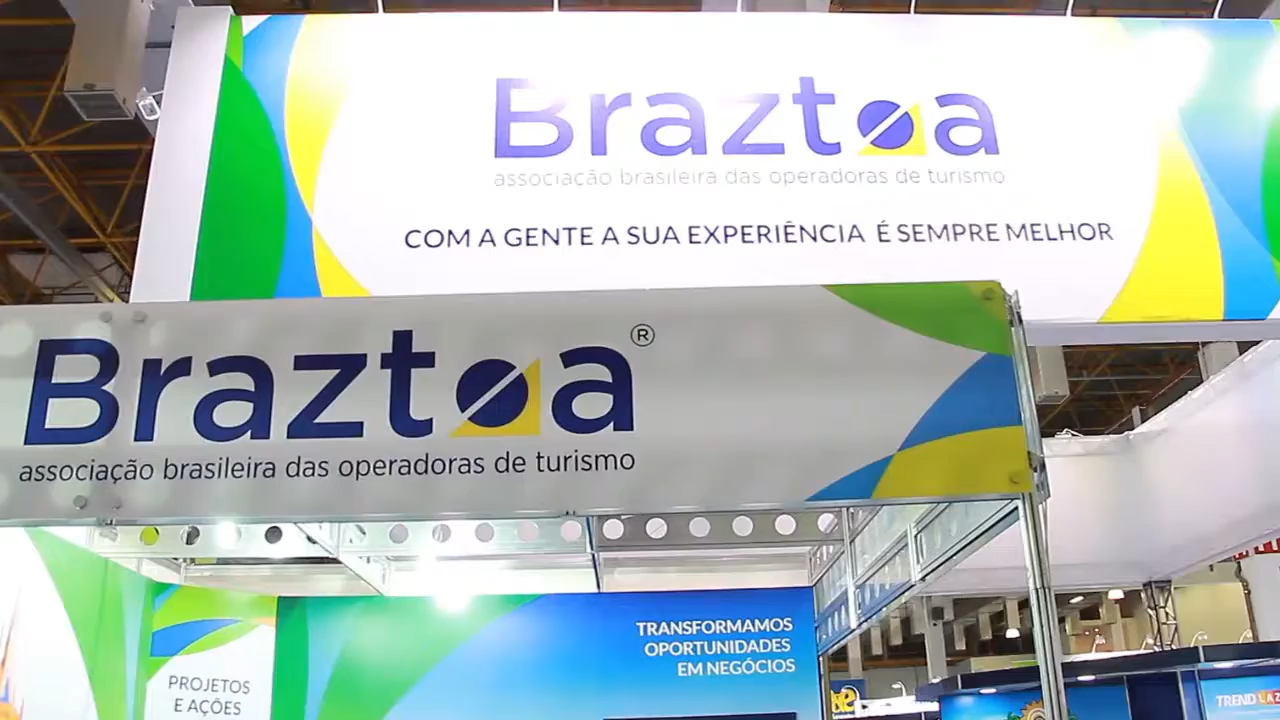 Braztoa
associação brasileira das operadoras de turismo
COM A GENTE A SUA EXPERIÊNCIA É SEMPRE MELHOR
Braztoa®
associação brasileira das operadoras de turismo
TRANSFORMAMOS
OPORTUNIDADES
EM NEGÓCIOS
PROJETOS
E AÇÕES
TREND LAZ